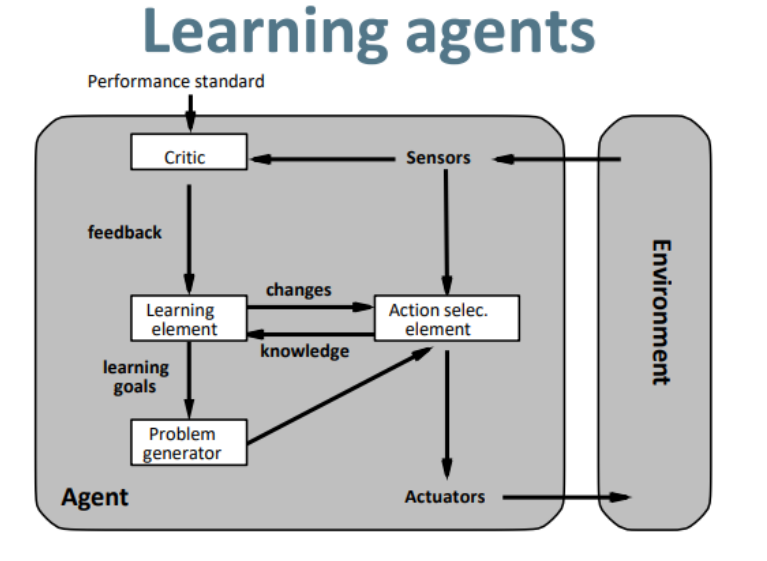 Learning agents
Performance standard
Critic
Sensors
feedback
changes
Learning
element
Action selec.
element
knowledge
learning
goals
Problem
generator
Agent
Actuators
Environment